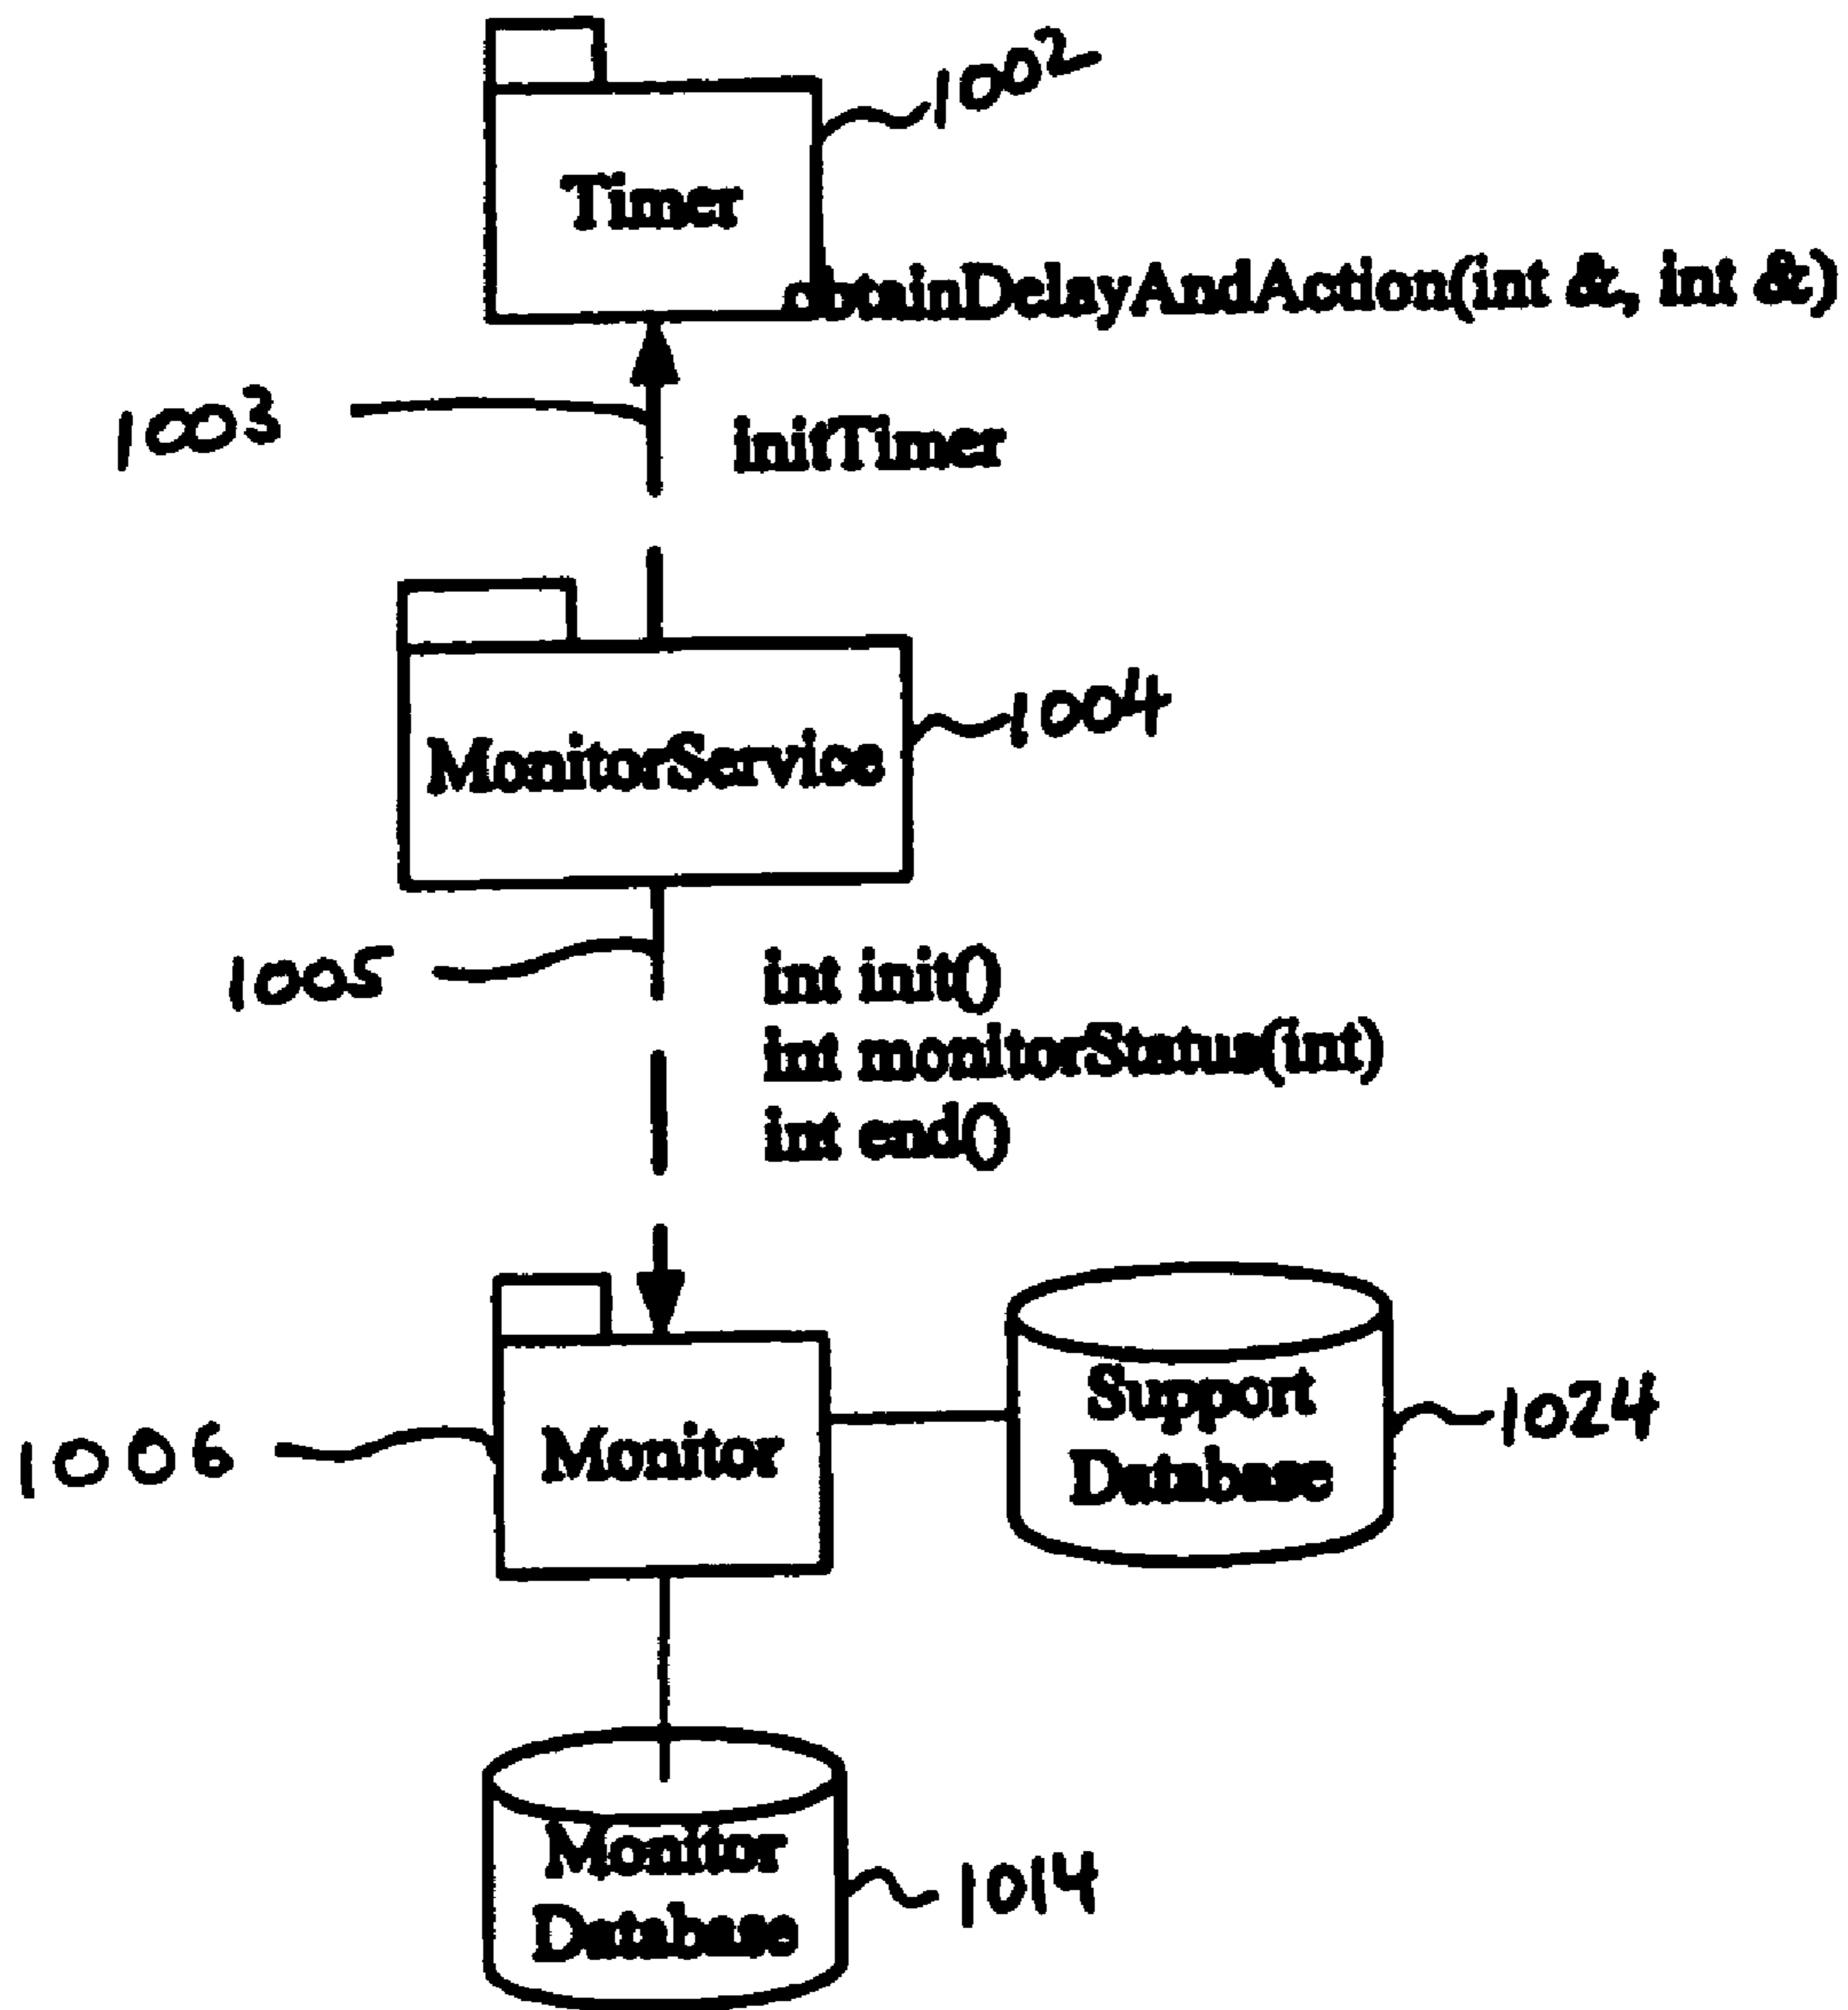 1002
Timer
obtainDelayAndAction(int &, int &)
1003
initTimer
1004
MonitorService
1005
int init()
int monitorStatus(int)
int end()
1006
Monitor
Support
Database
1024
Monitor
Database
1014